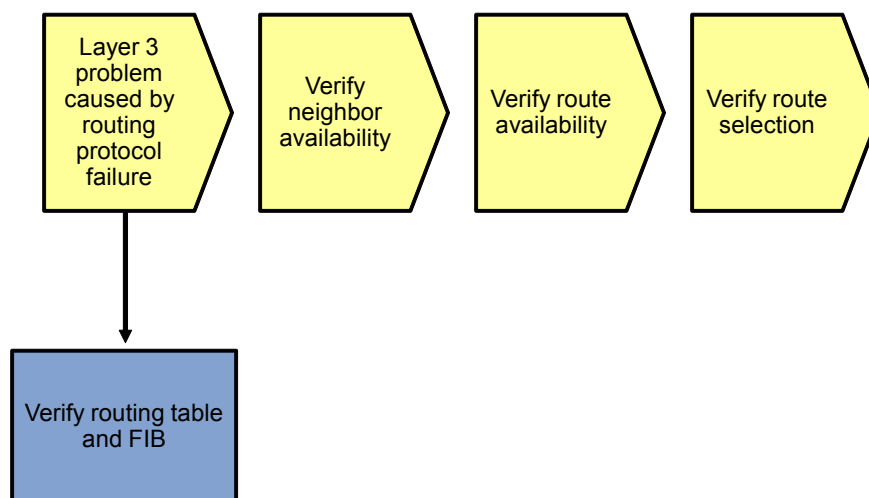 Layer 3
problem
caused by
routing
protocol
failure
Verify
neighbor
availability
Verify route
availability
Verify route
selection
Verify routing table
and FIB